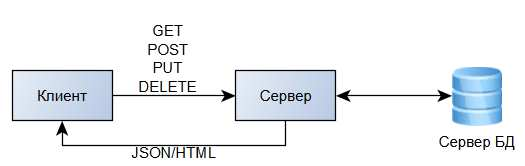 GET
POST
PUT
DELETE
Клиент
Сервер
JSON/HTML
Сервер БД